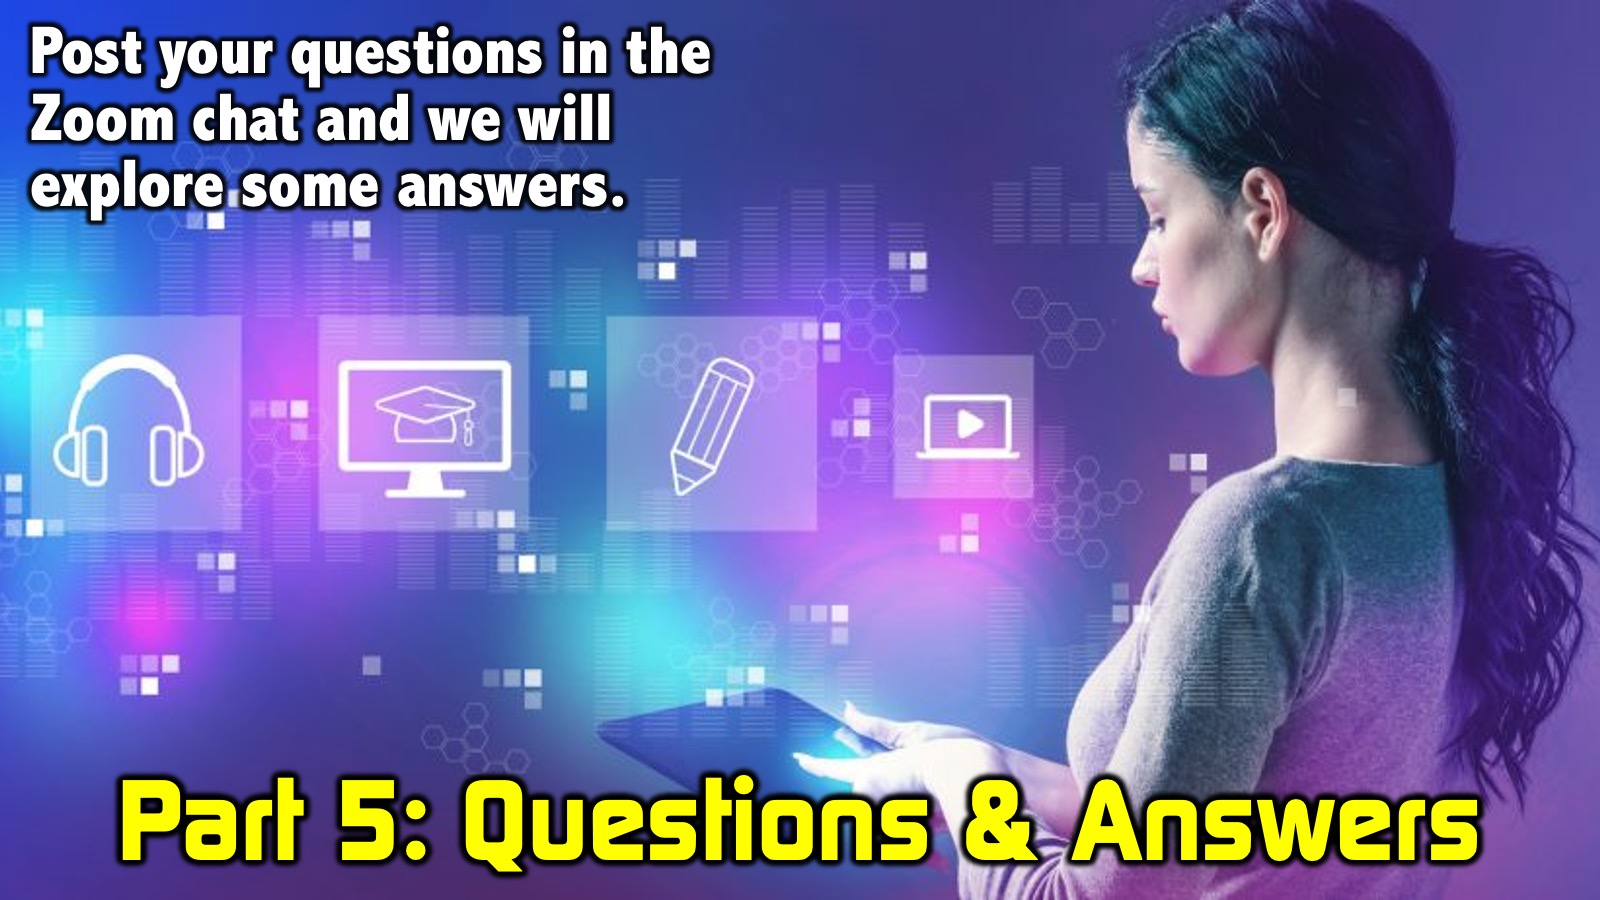 Post your questions in the
Zoom chat and we will
explore some answers.
Part 5: Questions & Answers